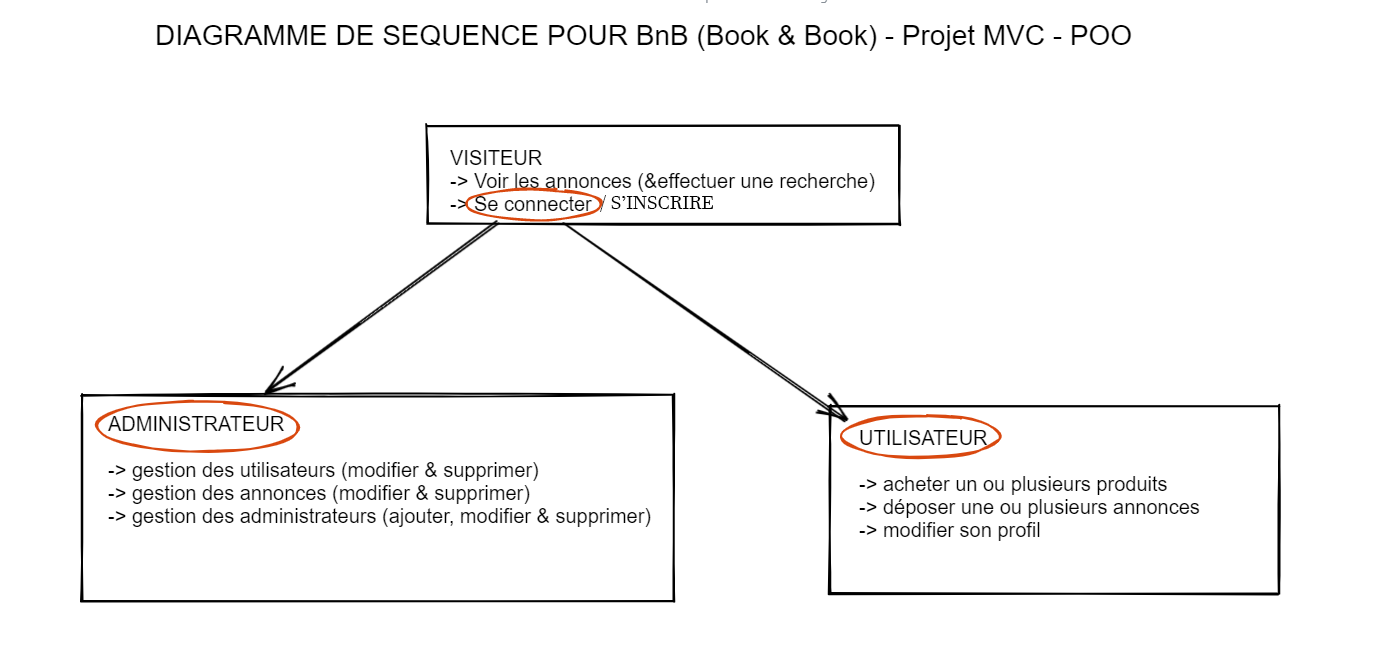 DIAGRAMME DE SEQUENCE POUR BnB (Book & Book) - Projet MVC - POO
VISITEUR
-> Voir les annonces (&effectuer une recherche)
-> Se connecter / S'INSCRIRE
ADMINISTRATEUR
-> gestion des utilisateurs (modifier & supprimer)
-> gestion des annonces (modifier & supprimer)
-> gestion des administrateurs (ajouter, modifier & supprimer)
UTILISATEUR
-> acheter un ou plusieurs produits
-> déposer une ou plusieurs annonces
-> modifier son profil